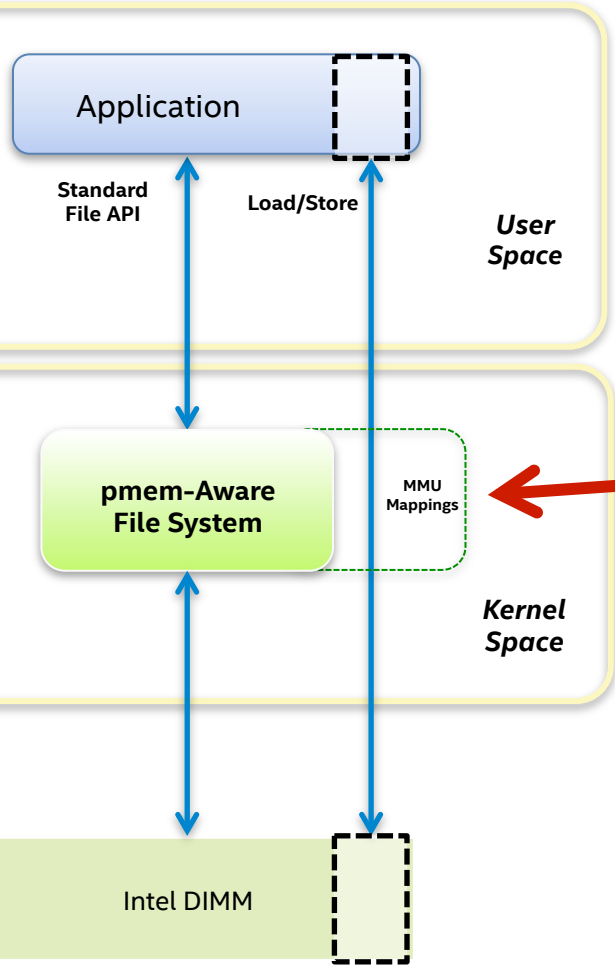 Application
Standard
File API
Load/Store
User
Space
pmem-Aware
File System
MMU
Mappings
Kernel
Space
Intel DIMM